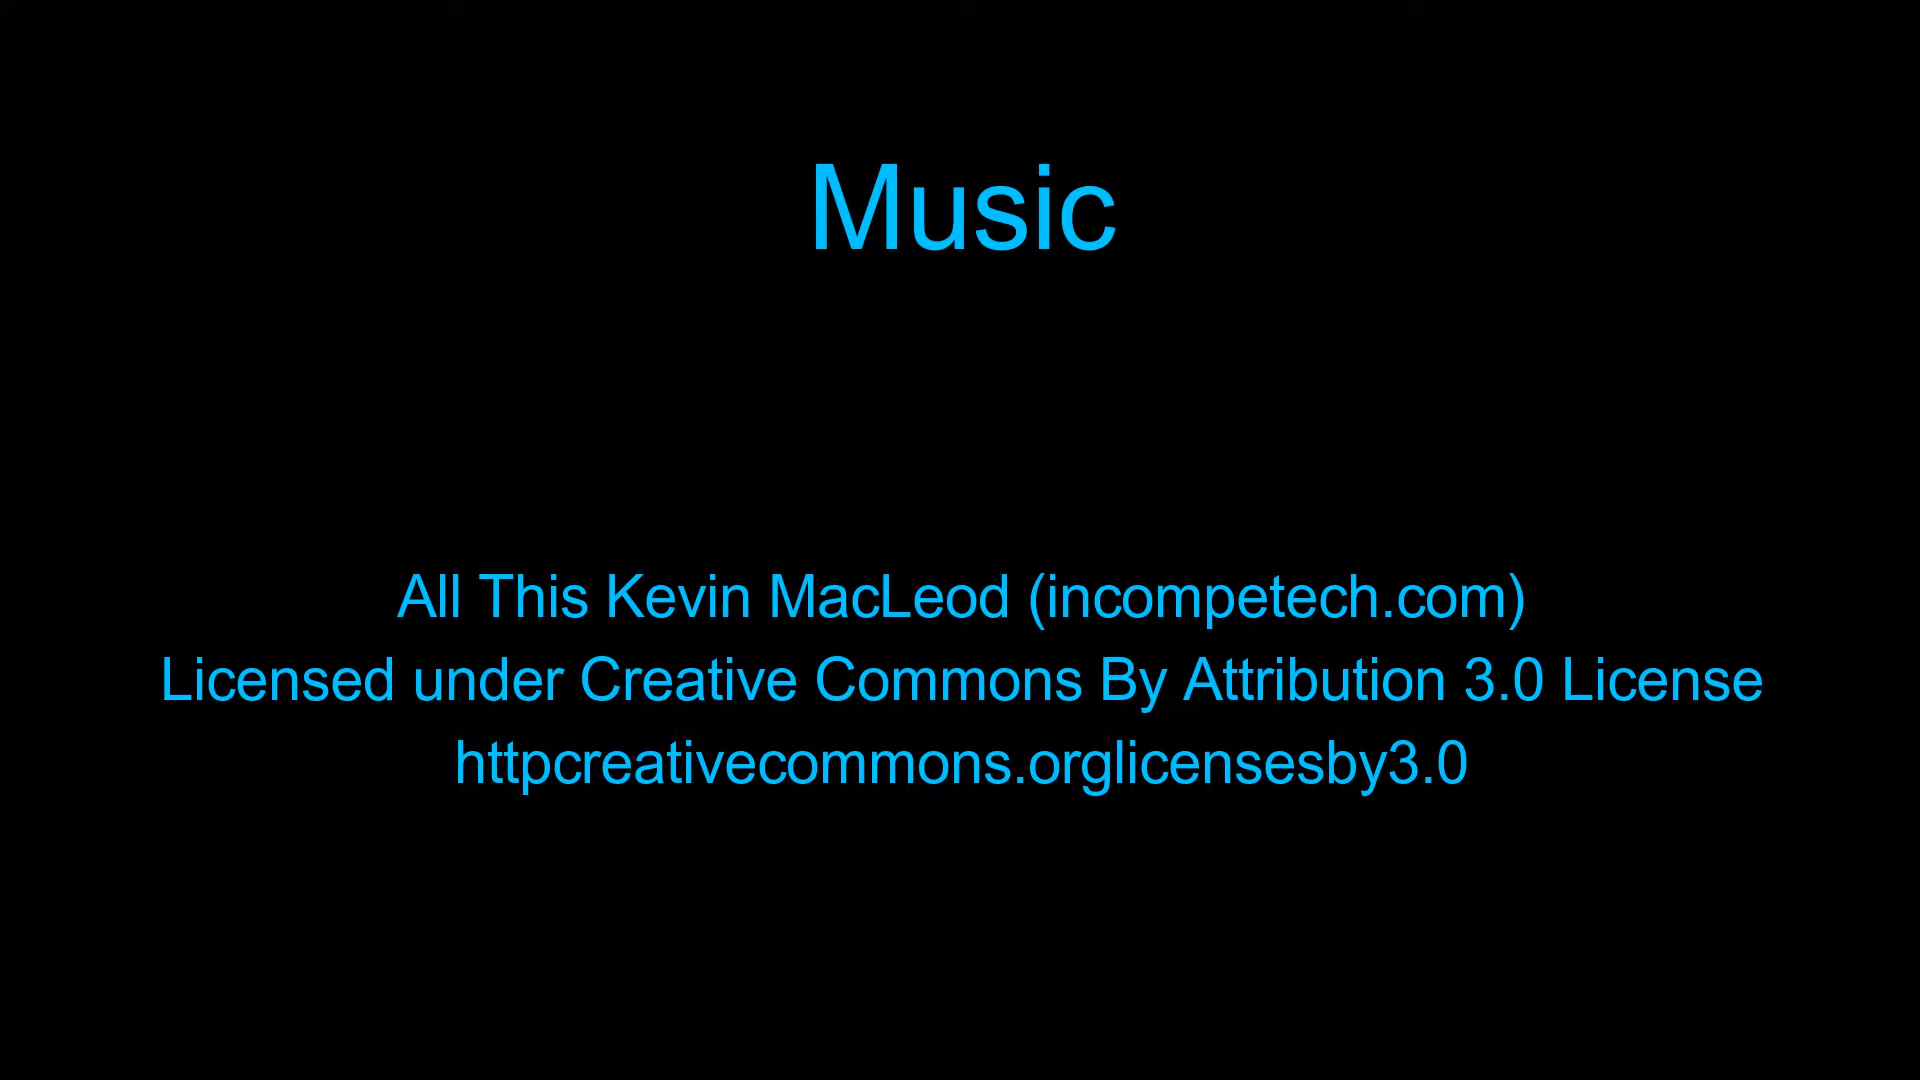 Music
All This Kevin MacLeod (incompetech.com)
Licensed under Creative Commons By Attribution 3.0 License
httpcreativecommons.orglicensesby3.0